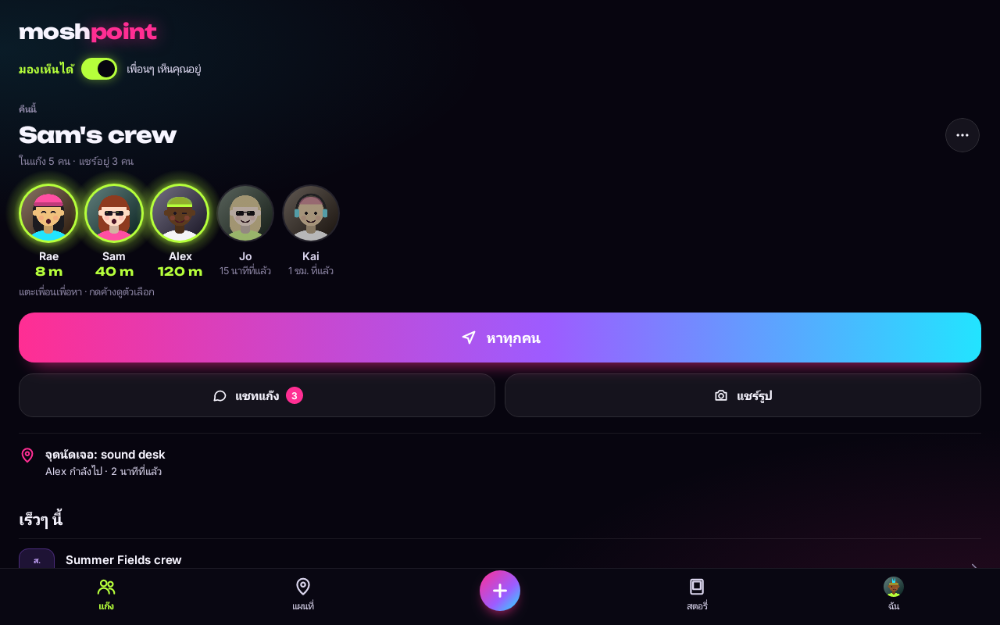 moshpoint
มองเห็นได้ เพื่อนๆ เห็นคุณอยู่
คืนนี้
Sam's crew
ในแก๊ง 5 คน · แชร์อยู่ 3 คน
Rae Sam Alex Jo Kai
8 m 40 m 120 m 15 นาทีที่แล้ว 1 ชม. ที่แล้ว
แตะเพื่อนเพื่อหา · กดค้างดูตัวเลือก
หาทุกคน
แชทแก๊ง 3 แชร์รูป
จุดนัดเจอ: sound desk
Alex กำลังไป · 2 นาทีที่แล้ว
เร็วๆ นี้
ส. Summer Fields crew
แก๊ง แผนที่ สตอรี่ ฉัน